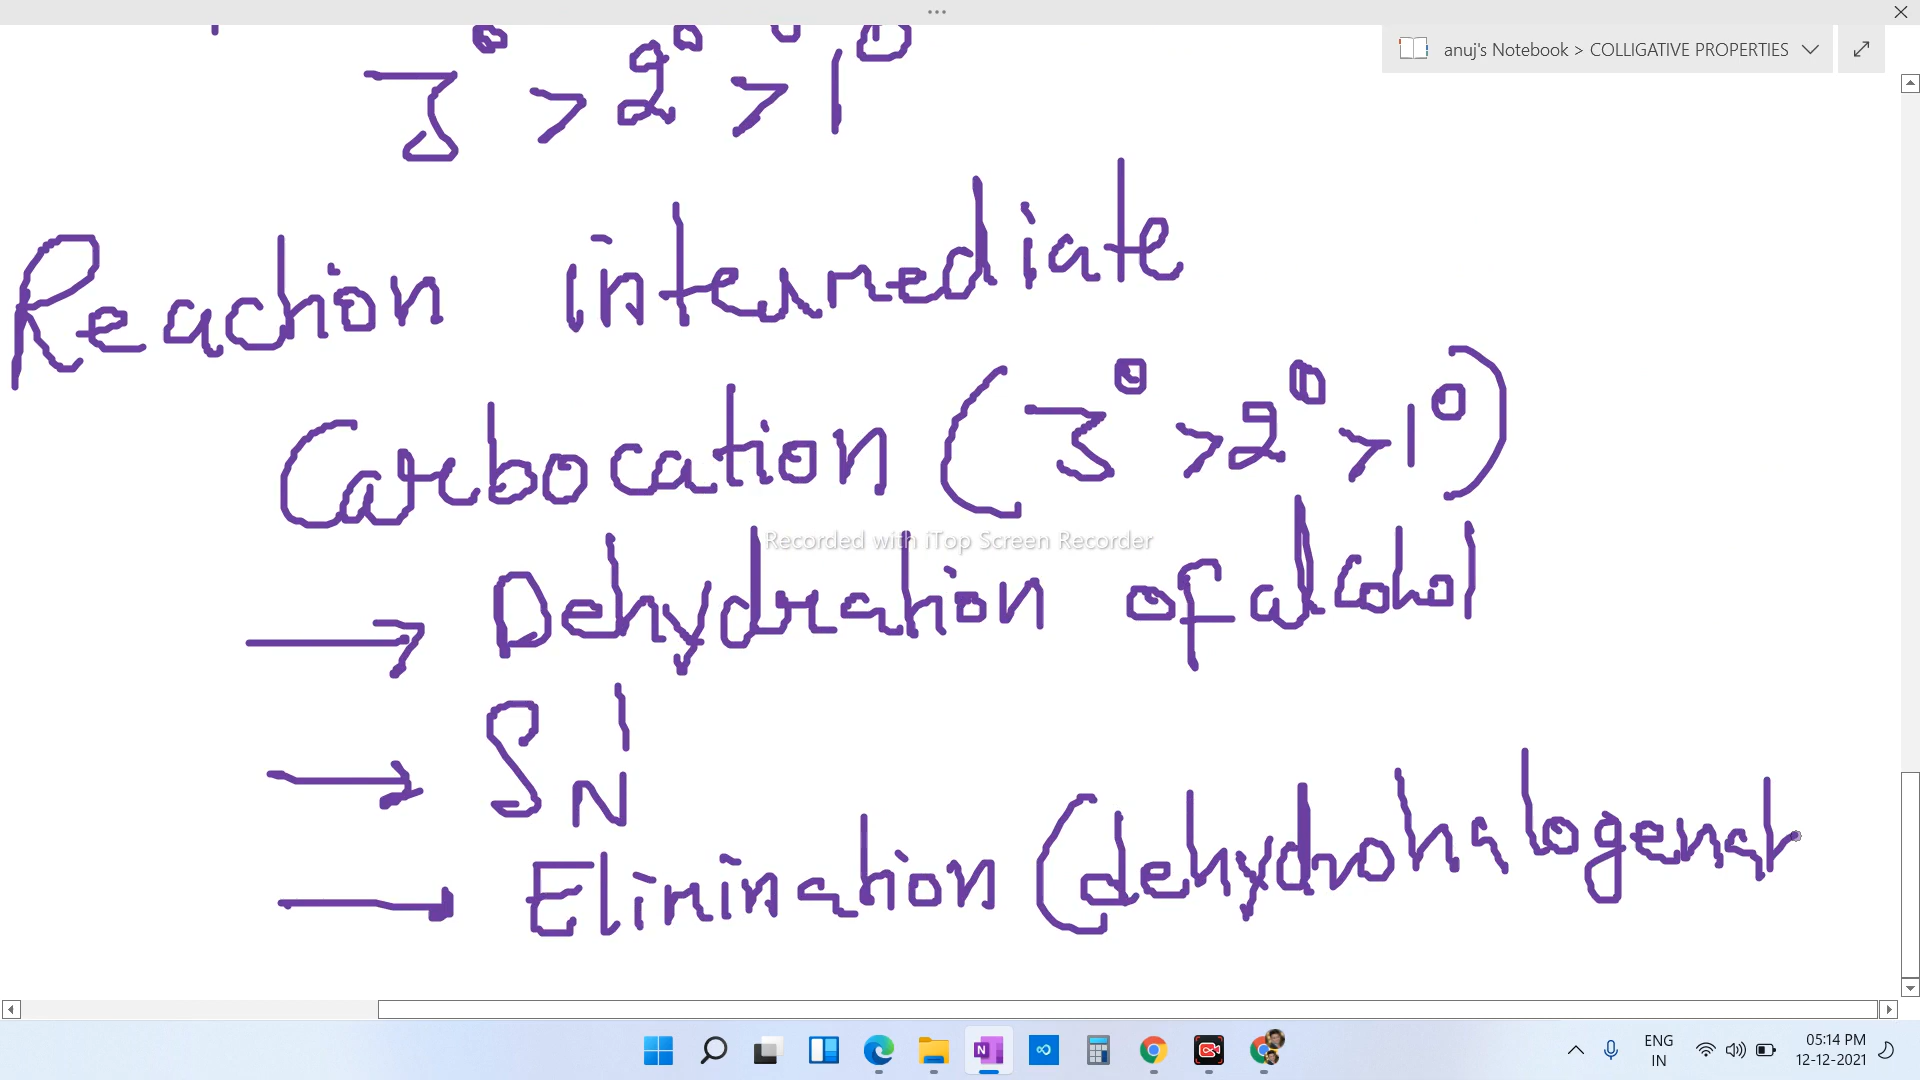 anuj's Notebook > COLLIGATIVE PROPERTIES
3° > 2° > 1°
Reaction intermediate
Carbocation (3° > 2° > 1°)
Recorded with iTop Screen Recorder
→ Dehydration of alcohol
→ SN1
→ Elimination (dehydrohalogenat
ENG
IN
05:14 PM
12-12-2021